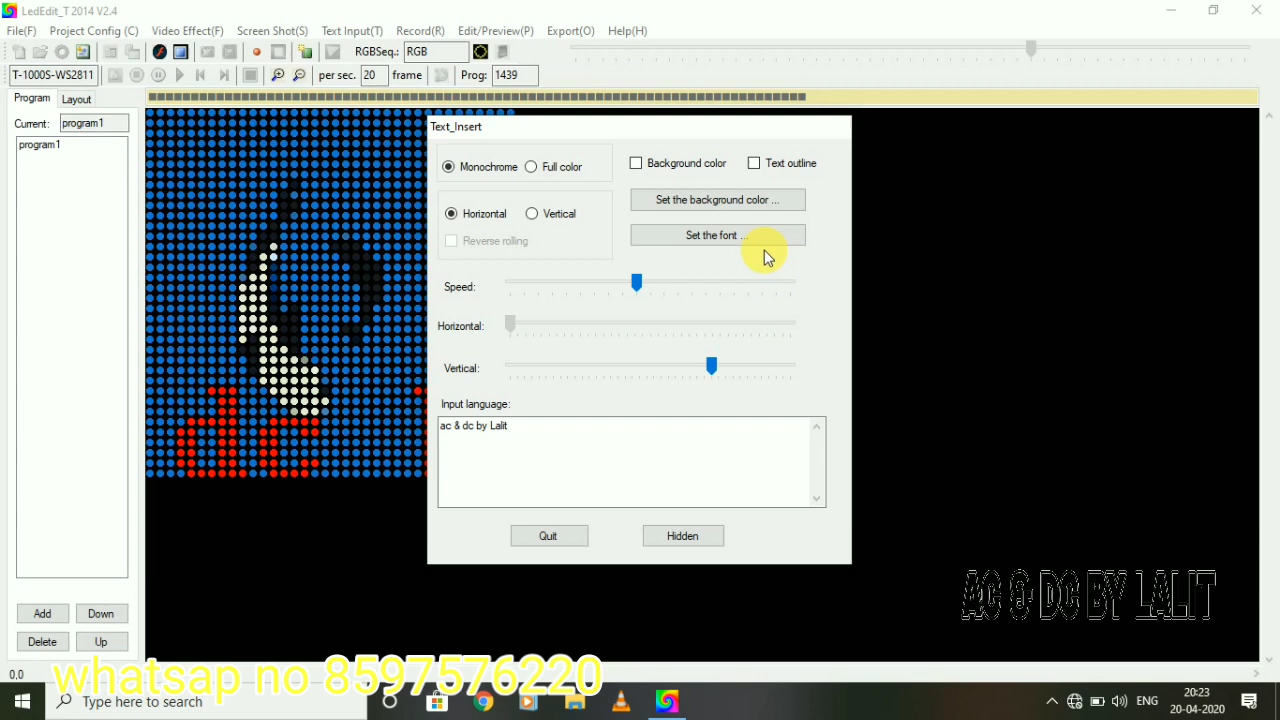 LedEdit_T 2014 V2.4
File(F) Project Config (C) Video Effect(F) Screen Shot(S) Text Input(T) Record(R) Edit/Preview(P) Export(O) Help(H)
RGBSeq.: RGB
T-1000S-WS2811 per sec. 20 frame Prog: 1439
Program Layout
Current: program1
program1
Text_Insert
Monochrome Full color Background color Text outline
Set the background color ...
Horizontal Vertical
Set the font ...
Reverse rolling
Speed:
Horizontal:
Vertical:
Input language:
ac & dc by Lalit
Quit Hidden
AC & DC BY LALIT
Add Down
Delete Up
0,0
whatsap no 8597576220
Type here to search
ENG
20:23
20-04-2020